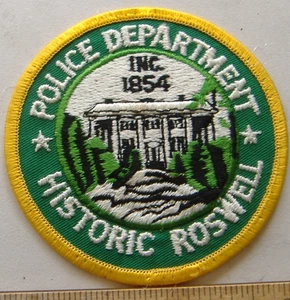 POLICE DEPARTMENT
INC.
1854
HISTORIC ROSWELL